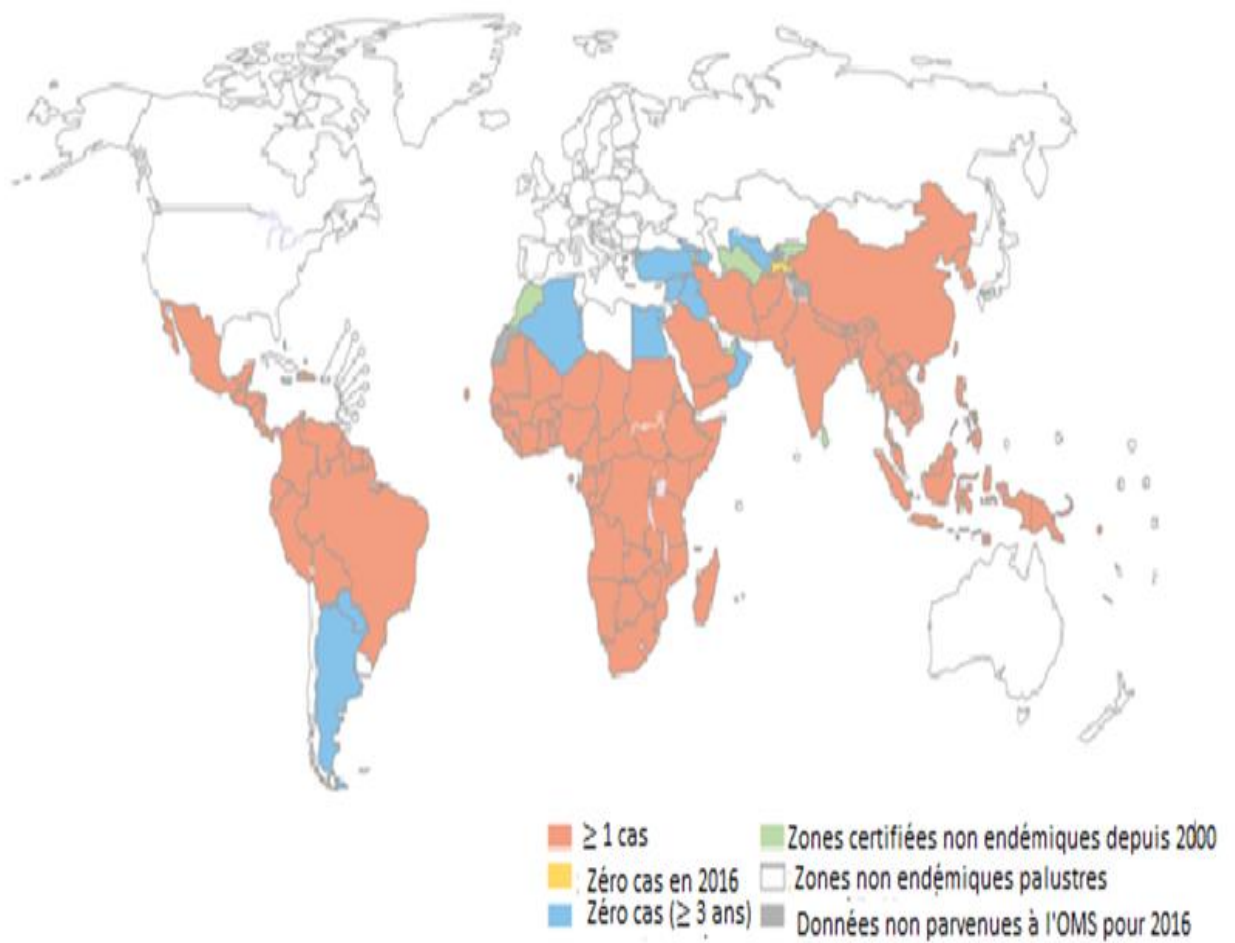 ≥ 1 cas
Zéro cas en 2016
Zéro cas (≥ 3 ans)
Zones certifiées non endémiques depuis 2000
Zones non endémiques palustres
Données non parvenues à l'OMS pour 2016